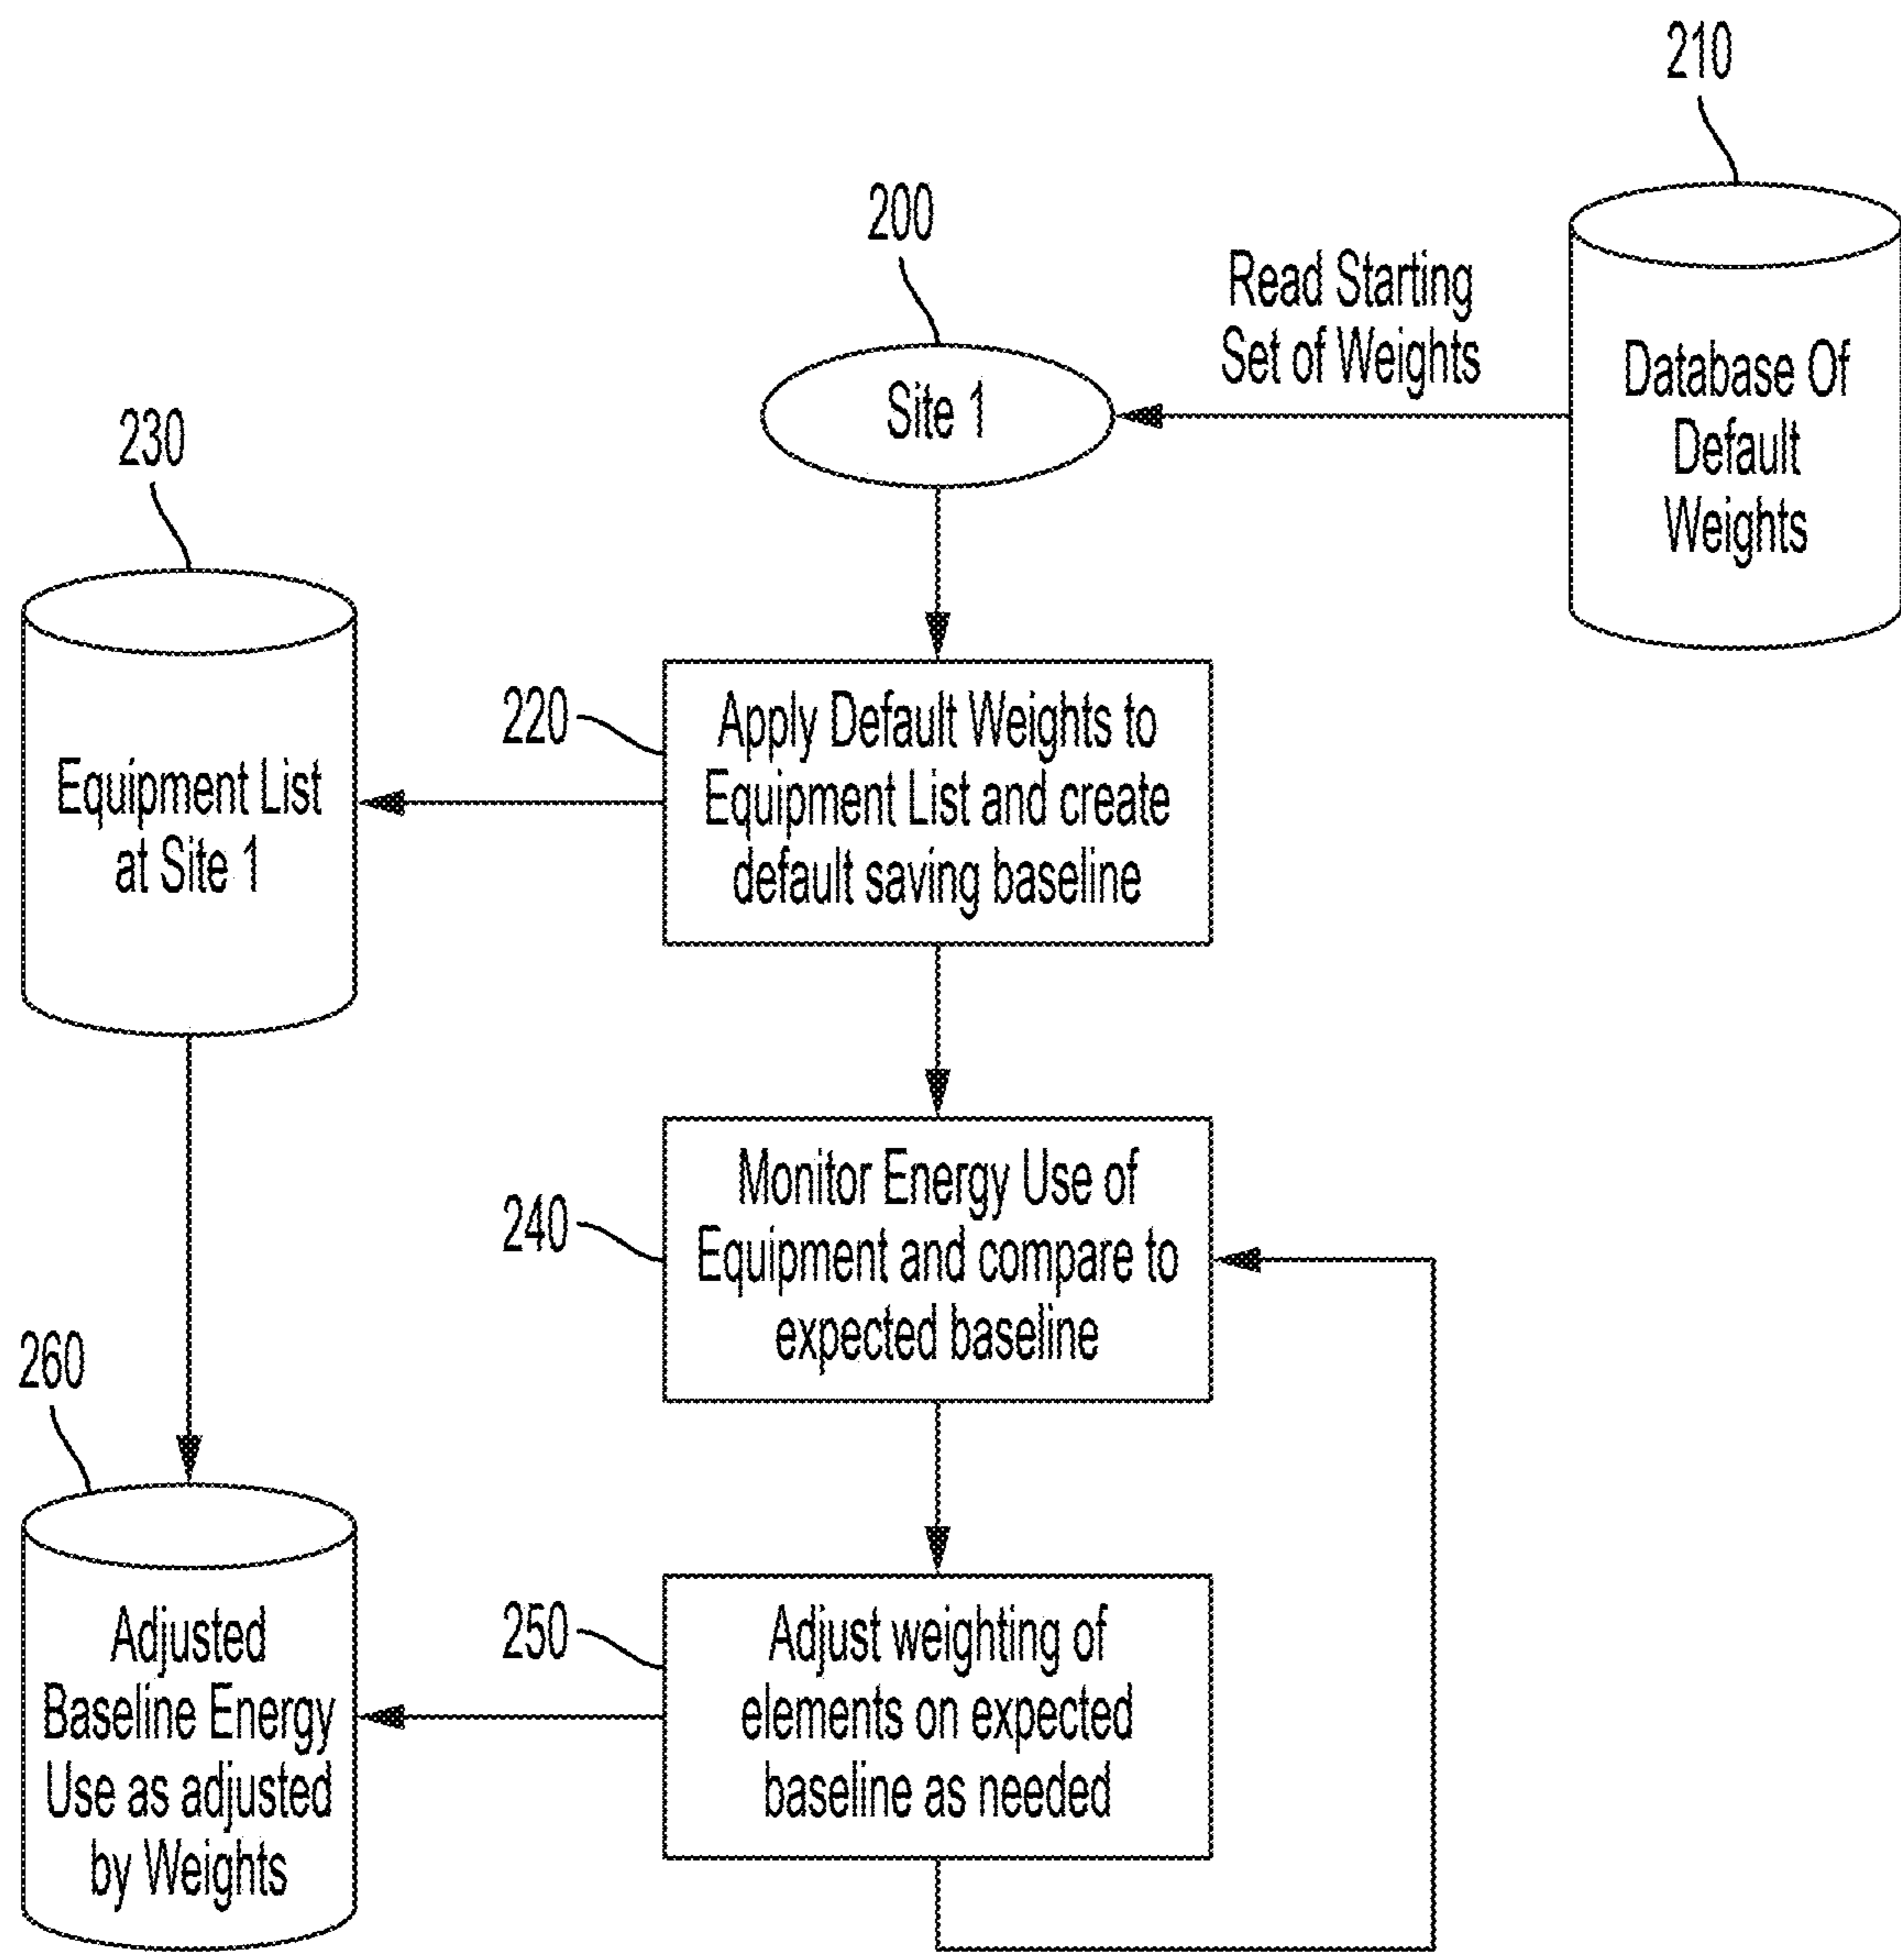 210
200
Read Starting
Set of Weights
Database Of
Default
Weights
Site 1
230
220
Apply Default Weights to
Equipment List and create
default saving baseline
Equipment List
at Site 1
240
Monitor Energy Use of
Equipment and compare to
expected baseline
260
250
Adjust weighting of
elements on expected
baseline as needed
Adjusted
Baseline Energy
Use as adjusted
by Weights